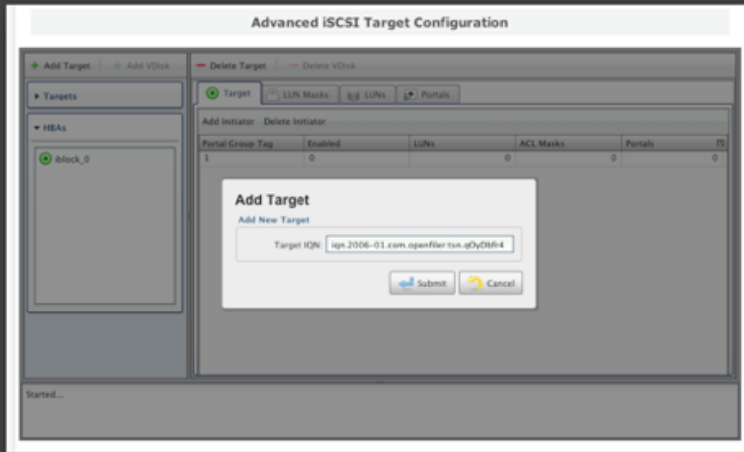 Advanced iSCSI Target Configuration
Add Target Add VDisk Delete Target Delete VDisk
Targets
Target LUN Masks LUNs Portals
HBAs
Add Initiator Delete Initiator
Portal Group Tag Enabled LUNs ACL Masks Portals
1 0 0 0 0
iblock_0
Add Target
Add New Target
Target IQN: iqn.2006-01.com.openfiler:tsn.qOyDbfr4
Submit Cancel
Started...